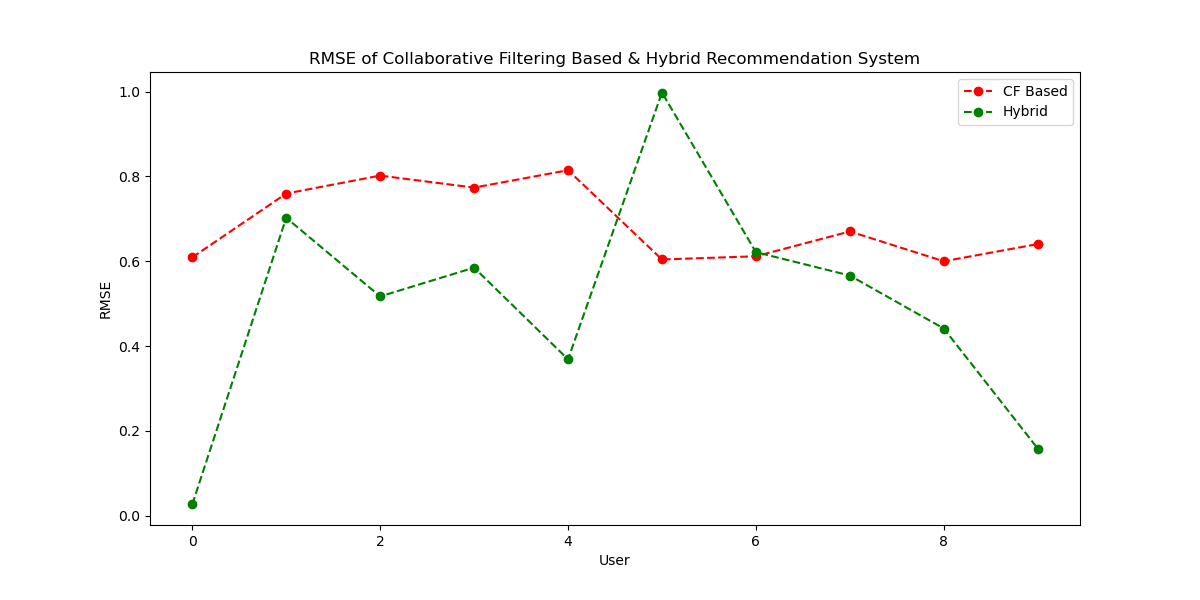 RMSE of Collaborative Filtering Based & Hybrid Recommendation System
CF Based
Hybrid
1.0
0.8
0.6
0.4
0.2
0.0
RMSE
0 2 4 6 8
User